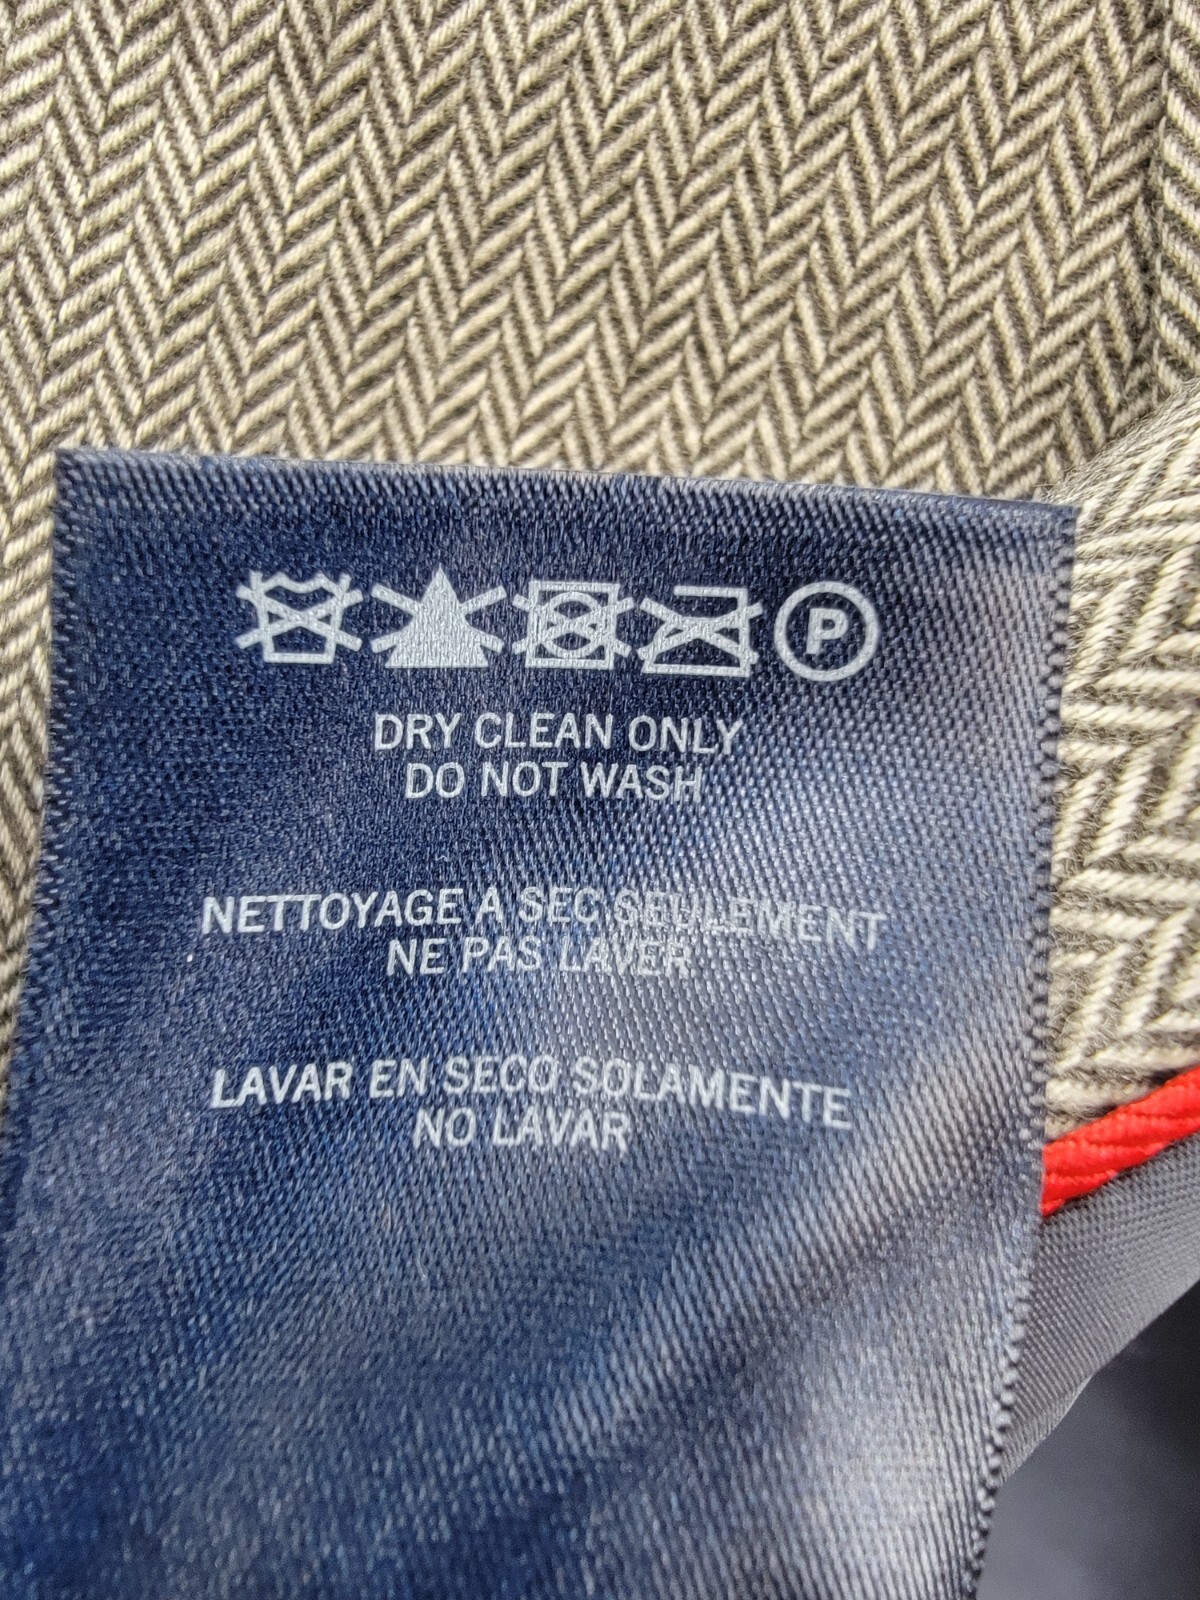 P
DRY CLEAN ONLY
DO NOT WASH
NETTOYAGE A SEC SEULEMENT
NE PAS LAVER
LAVAR EN SECO SOLAMENTE
NO LAVAR